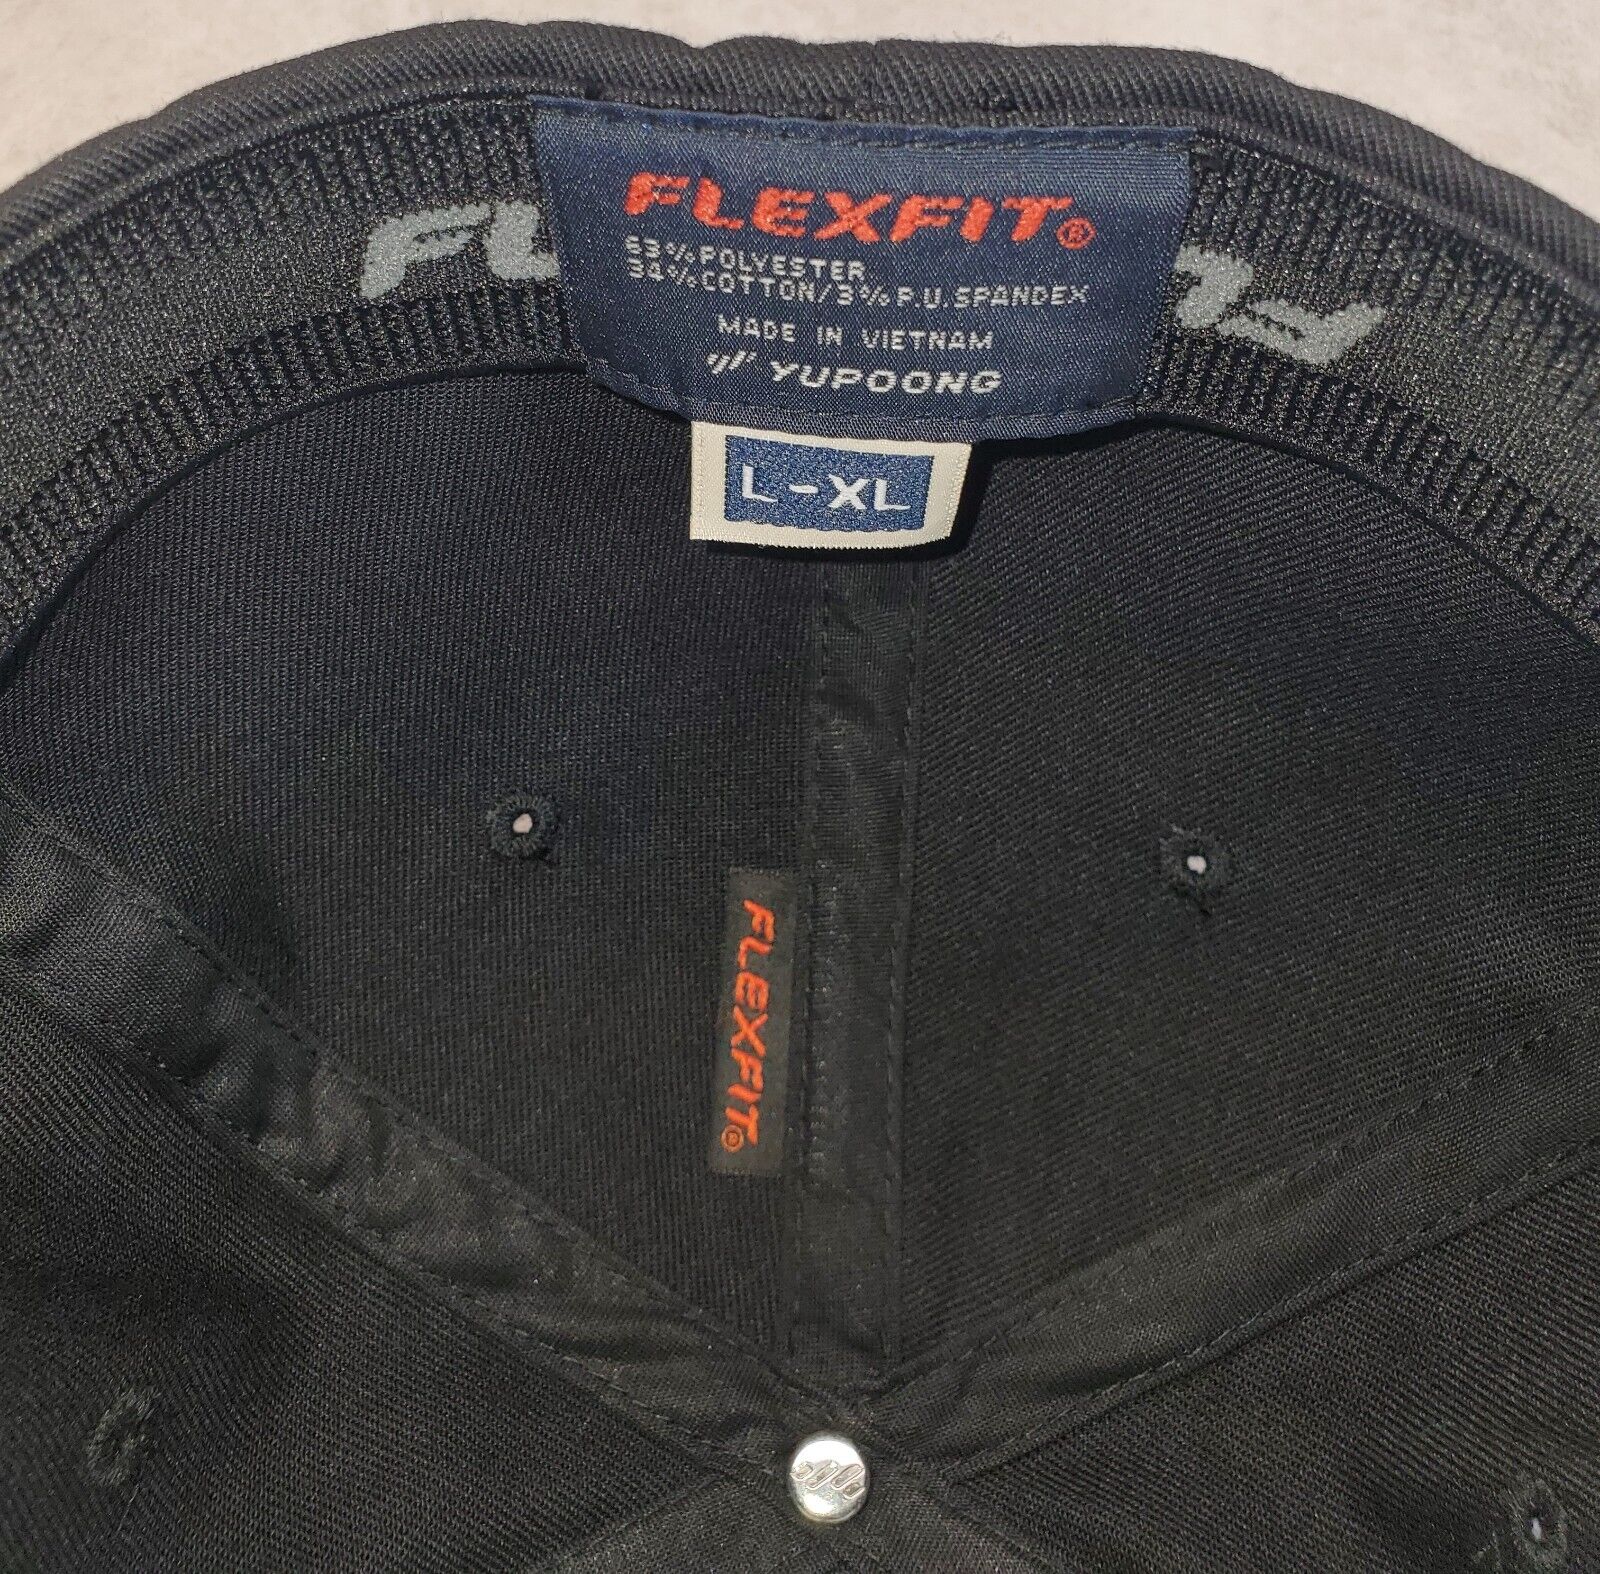 FLEXFIT®
63% POLYESTER
34% COTTON/3% P.U. SPANDEX
MADE IN VIETNAM
YUPOONG
L-XL
FLEXFIT®